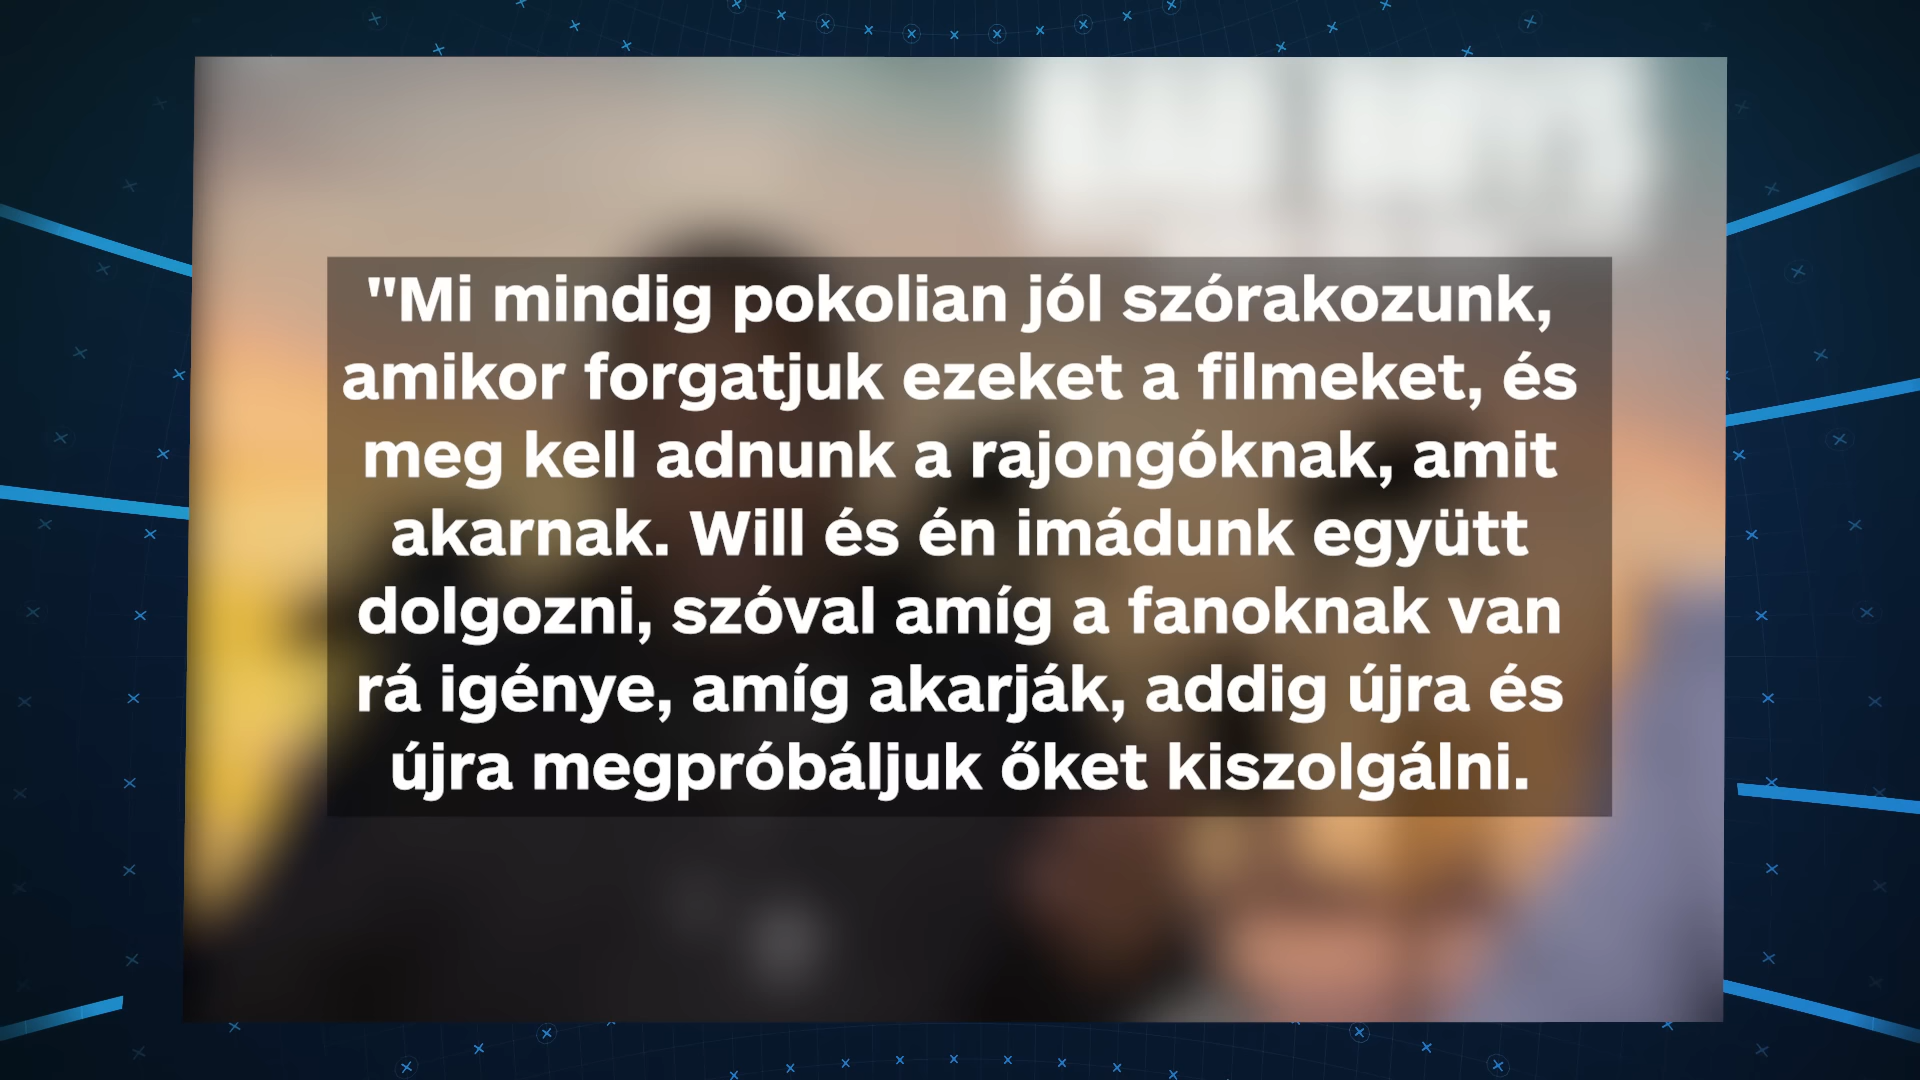 "Mi mindig pokolian jól szórakozunk,
amikor forgatjuk ezeket a filmeket, és
meg kell adnunk a rajongóknak, amit
akarnak. Will és én imádunk együtt
dolgozni, szóval amíg a fanoknak van
rá igénye, amíg akarják, addig újra és
újra megpróbáljuk őket kiszolgálni.